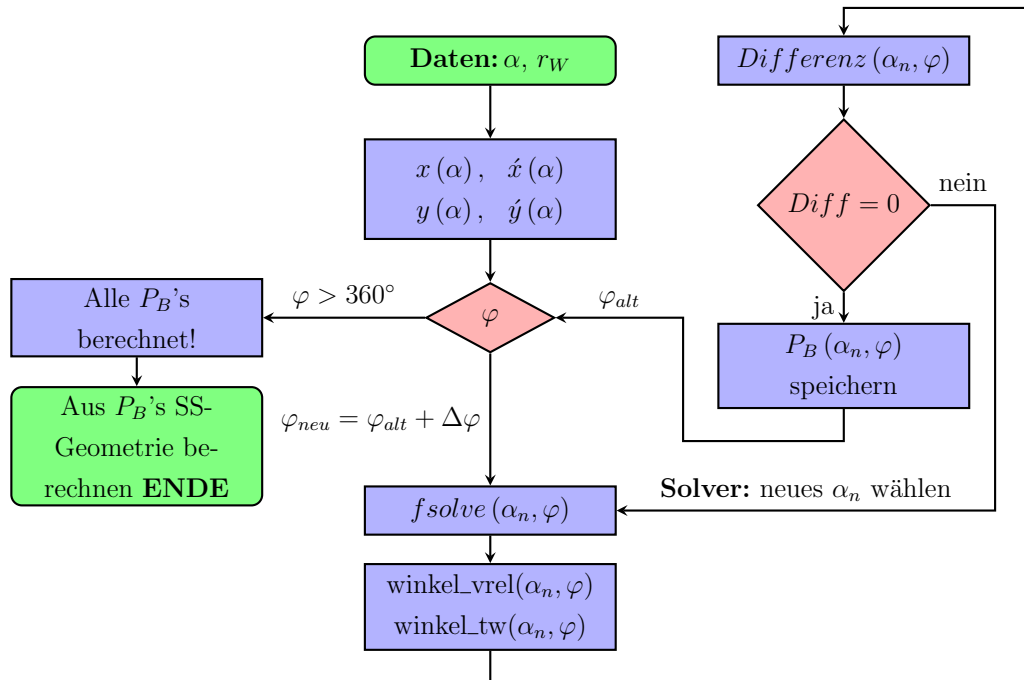 Daten: α, r_W
x (α) , x́ (α)
y (α) , ý (α)
φ
φ > 360°
Alle P_B's
berechnet!
Aus P_B's SS-
Geometrie be-
rechnen ENDE
φ_neu = φ_alt + Δφ
fsolve (α_n, φ)
winkel_vrel(α_n, φ)
winkel_tw(α_n, φ)
Differenz (α_n, φ)
Diff = 0
nein
ja
P_B (α_n, φ)
speichern
φ_alt
Solver: neues α_n wählen